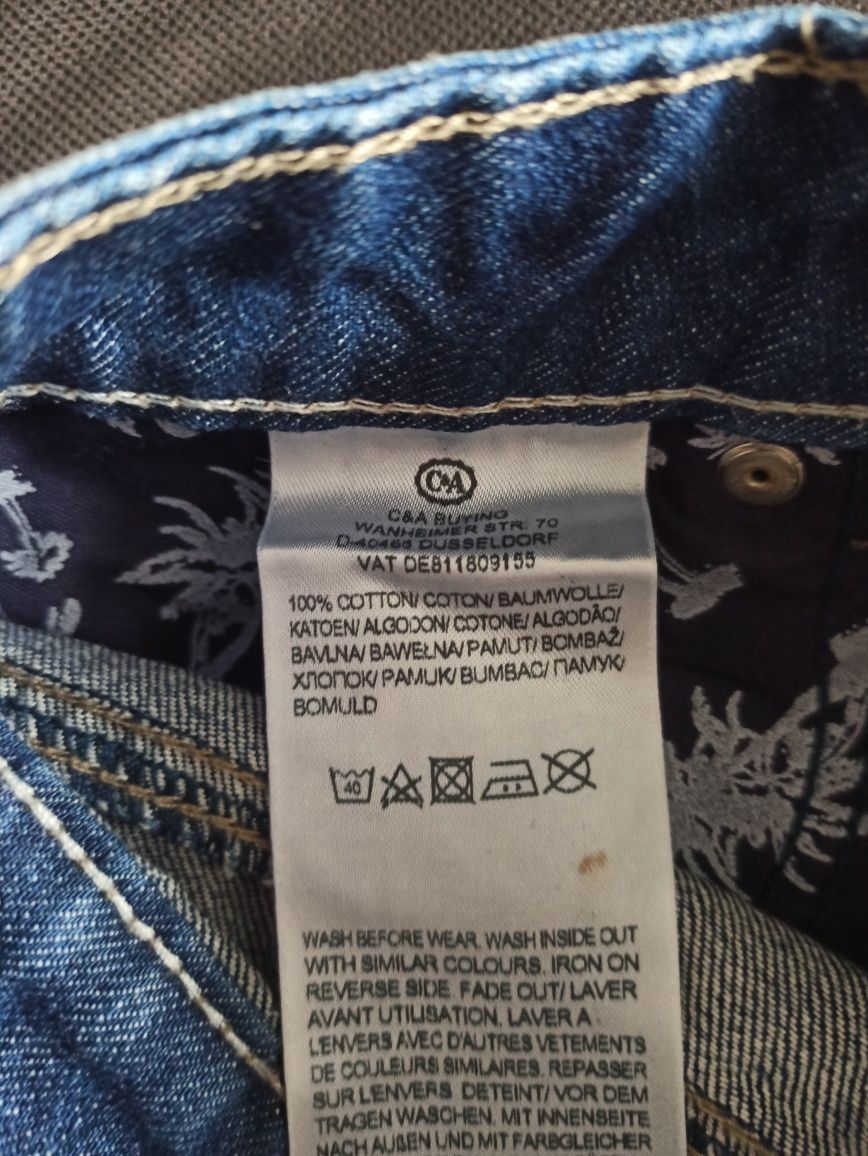 C&A
C&A BUYING
WANHEIMER STR. 70
D-40468 DUSSELDORF
VAT DE811809155
100% COTTON/ COTON/ BAUMWOLLE/
KATOEN/ ALGODON/ COTONE/ ALGODÃO/
BAVLNA/ BAWEŁNA/ PAMUT/ BOMBAŽ/
ХЛОПОК/ PAMUK/ BUMBAC/ ПАМУК/
BOMULD
40
WASH BEFORE WEAR. WASH INSIDE OUT
WITH SIMILAR COLOURS. IRON ON
REVERSE SIDE. FADE OUT/ LAVER
AVANT UTILISATION. LAVER A
L'ENVERS AVEC D'AUTRES VETEMENTS
DE COULEURS SIMILAIRES. REPASSER
SUR L'ENVERS. DETEINT/ VOR DEM
TRAGEN WASCHEN. MIT INNENSEITE
NACH AUßEN UND MIT FARBGLEICHER